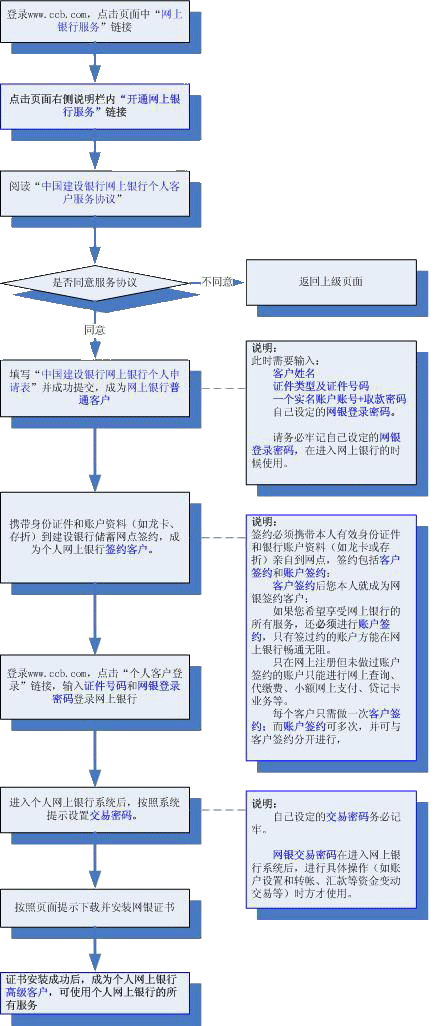 登录www.ccb.com，点击页面中“网上
银行服务”链接
点击页面右侧说明栏内“开通网上银
行服务”链接
阅读“中国建设银行网上银行个人客
户服务协议”
是否同意服务协议
不同意
返回上级页面
同意
填写“中国建设银行网上银行个人申
请表”并成功提交，成为网上银行普
通客户
说明：
此时需要输入：
客户姓名
证件类型及证件号码
一个实名账户账号+取款密码
自己设定的网银登录密码。
请务必牢记自己设定的网银
登录密码，在进入网上银行的时
候使用。
携带身份证件和账户资料（如龙卡、
存折）到建设银行储蓄网点签约，成
为个人网上银行签约客户。
说明：
签约必须携带本人有效身份证件
和银行账户资料（如龙卡或存
折）亲自到网点，签约包括客户
签约和账户签约；
客户签约后您本人就成为网
银签约客户；
如果您希望享受网上银行的
所有服务，还必须进行账户签
约，只有签过约的账户方能在网
上银行畅通无阻。
只在网上注册但未做过账户
签约的账户只能进行网上查询、
代缴费、小额网上支付、贷记卡
业务等。
每个客户只需做一次客户签
约；而账户签约可多次，并可与
客户签约分开进行，
登录www.ccb.com，点击“个人客户登
录”链接，输入证件号码和网银登录
密码登录网上银行
进入个人网上银行系统后，按照系统
提示设置交易密码。
说明：
自己设定的交易密码务必记
牢。
网银交易密码在进入网上银
行系统后，进行具体操作（如账
户设置和转帐、汇款等资金变动
交易等）时方才使用。
按照页面提示下载并安装网银证书
证书安装成功后，成为个人网上银行
高级客户，可使用个人网上银行的所
有服务